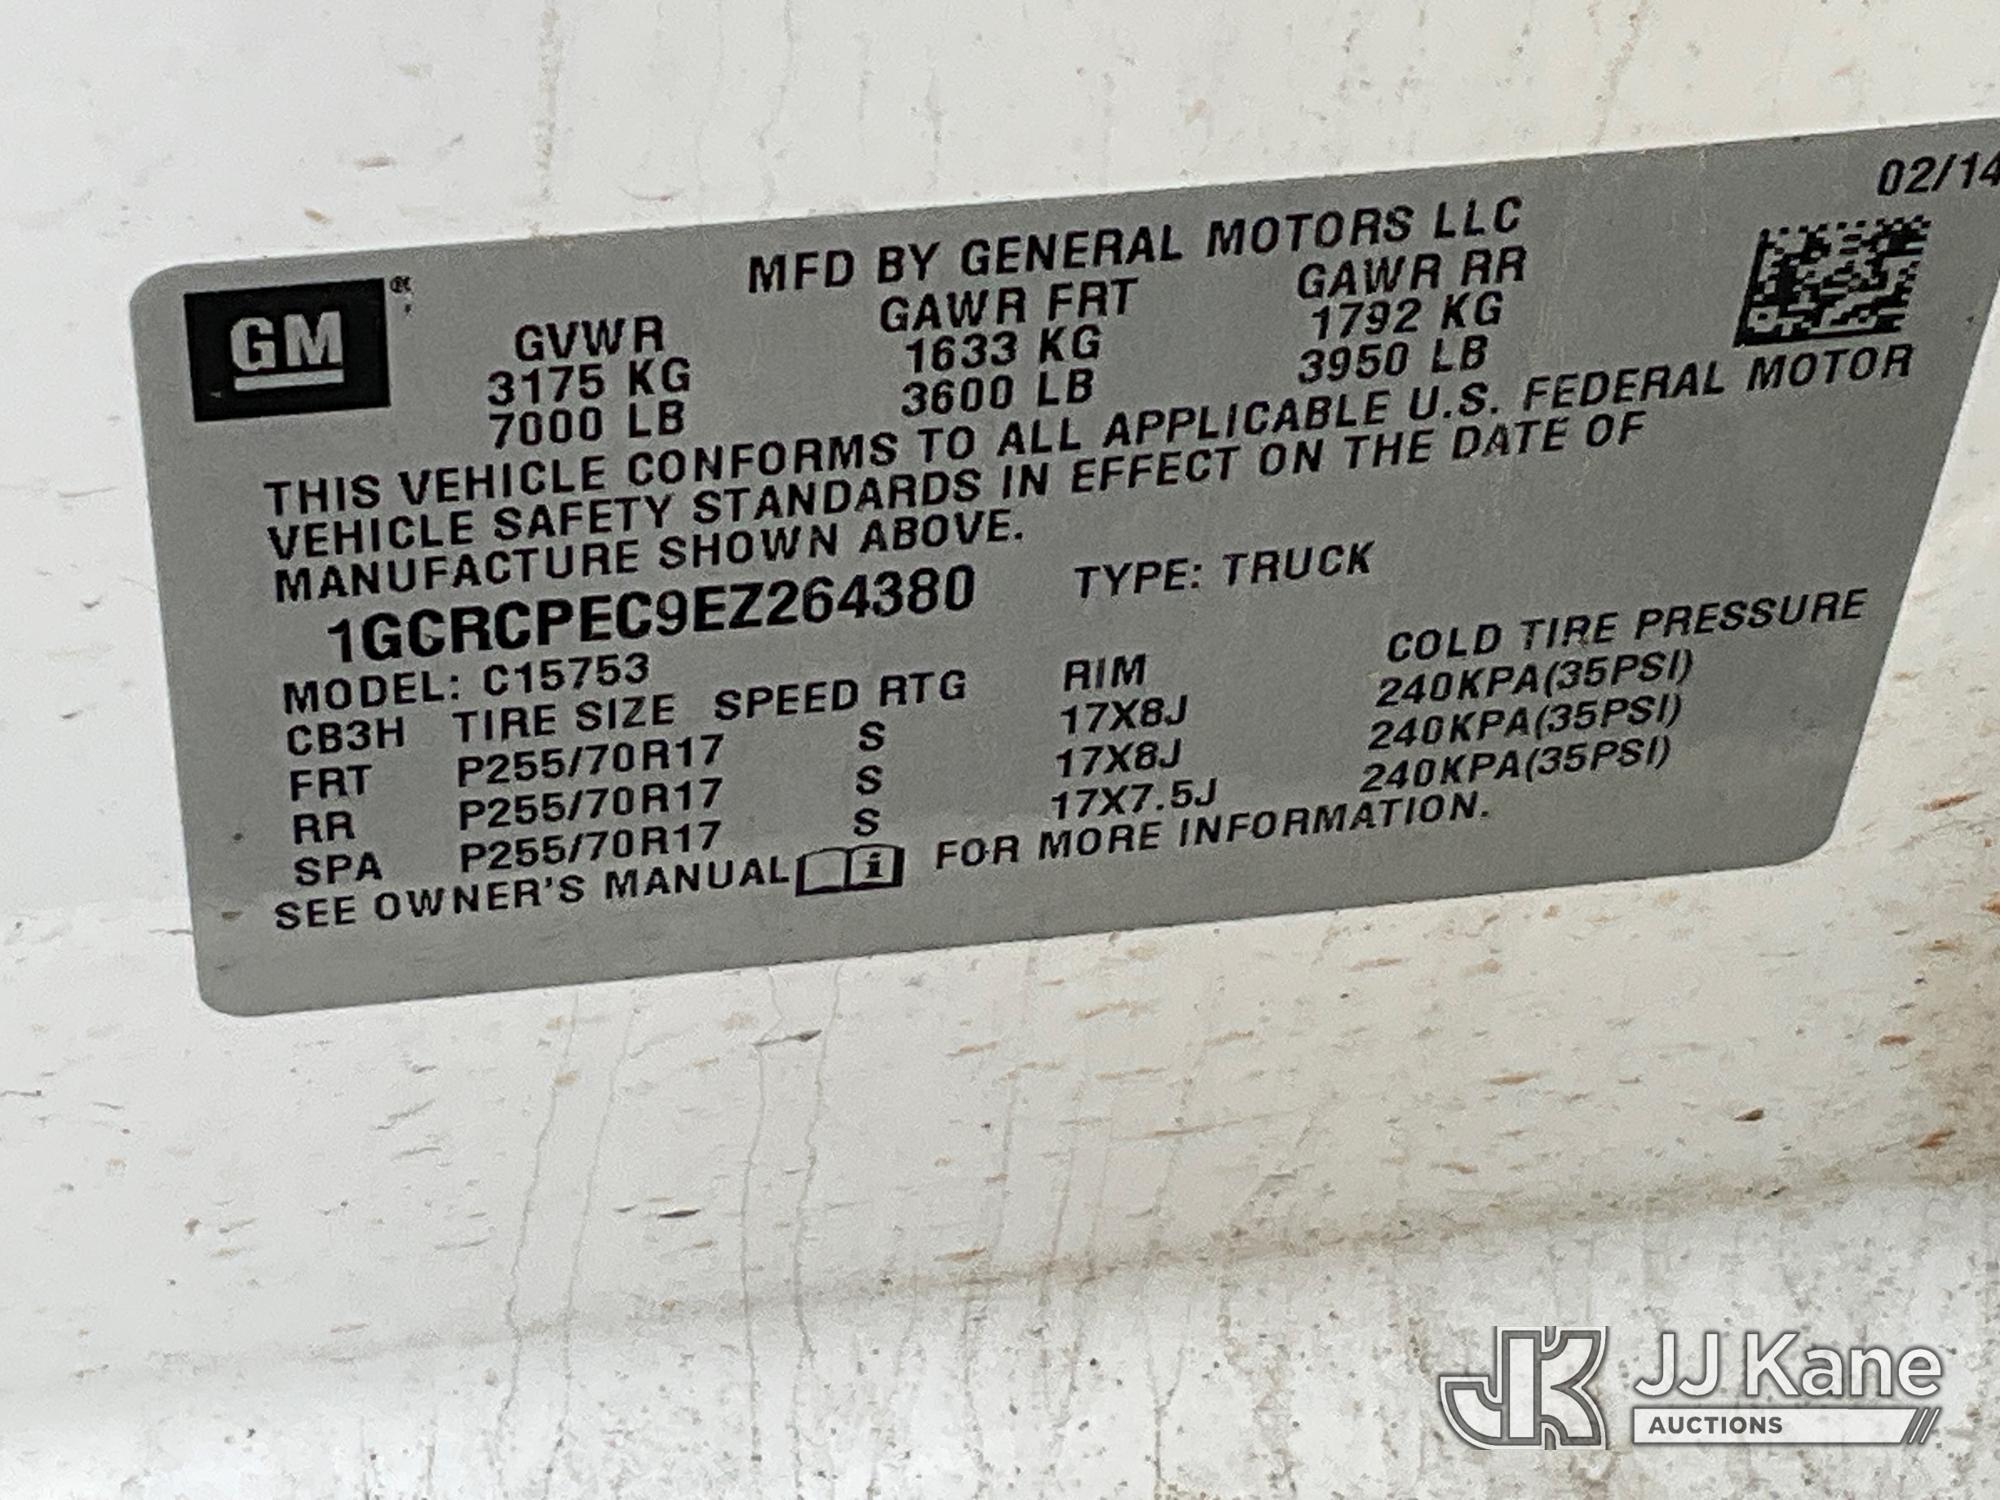 02/14
MFD BY GENERAL MOTORS LLC
GM ®
GVWR GAWR FRT GAWR RR
3175 KG 1633 KG 1792 KG
7000 LB 3600 LB 3950 LB
THIS VEHICLE CONFORMS TO ALL APPLICABLE U.S. FEDERAL MOTOR
VEHICLE SAFETY STANDARDS IN EFFECT ON THE DATE OF
MANUFACTURE SHOWN ABOVE.
1GCRCPEC9EZ264380 TYPE: TRUCK
MODEL: C15753
CB3H TIRE SIZE SPEED RTG RIM COLD TIRE PRESSURE
FRT P255/70R17 S 17X8J 240KPA(35PSI)
RR P255/70R17 S 17X8J 240KPA(35PSI)
SPA P255/70R17 S 17X7.5J 240KPA(35PSI)
SEE OWNER'S MANUAL i FOR MORE INFORMATION.
JK JJ Kane
AUCTIONS